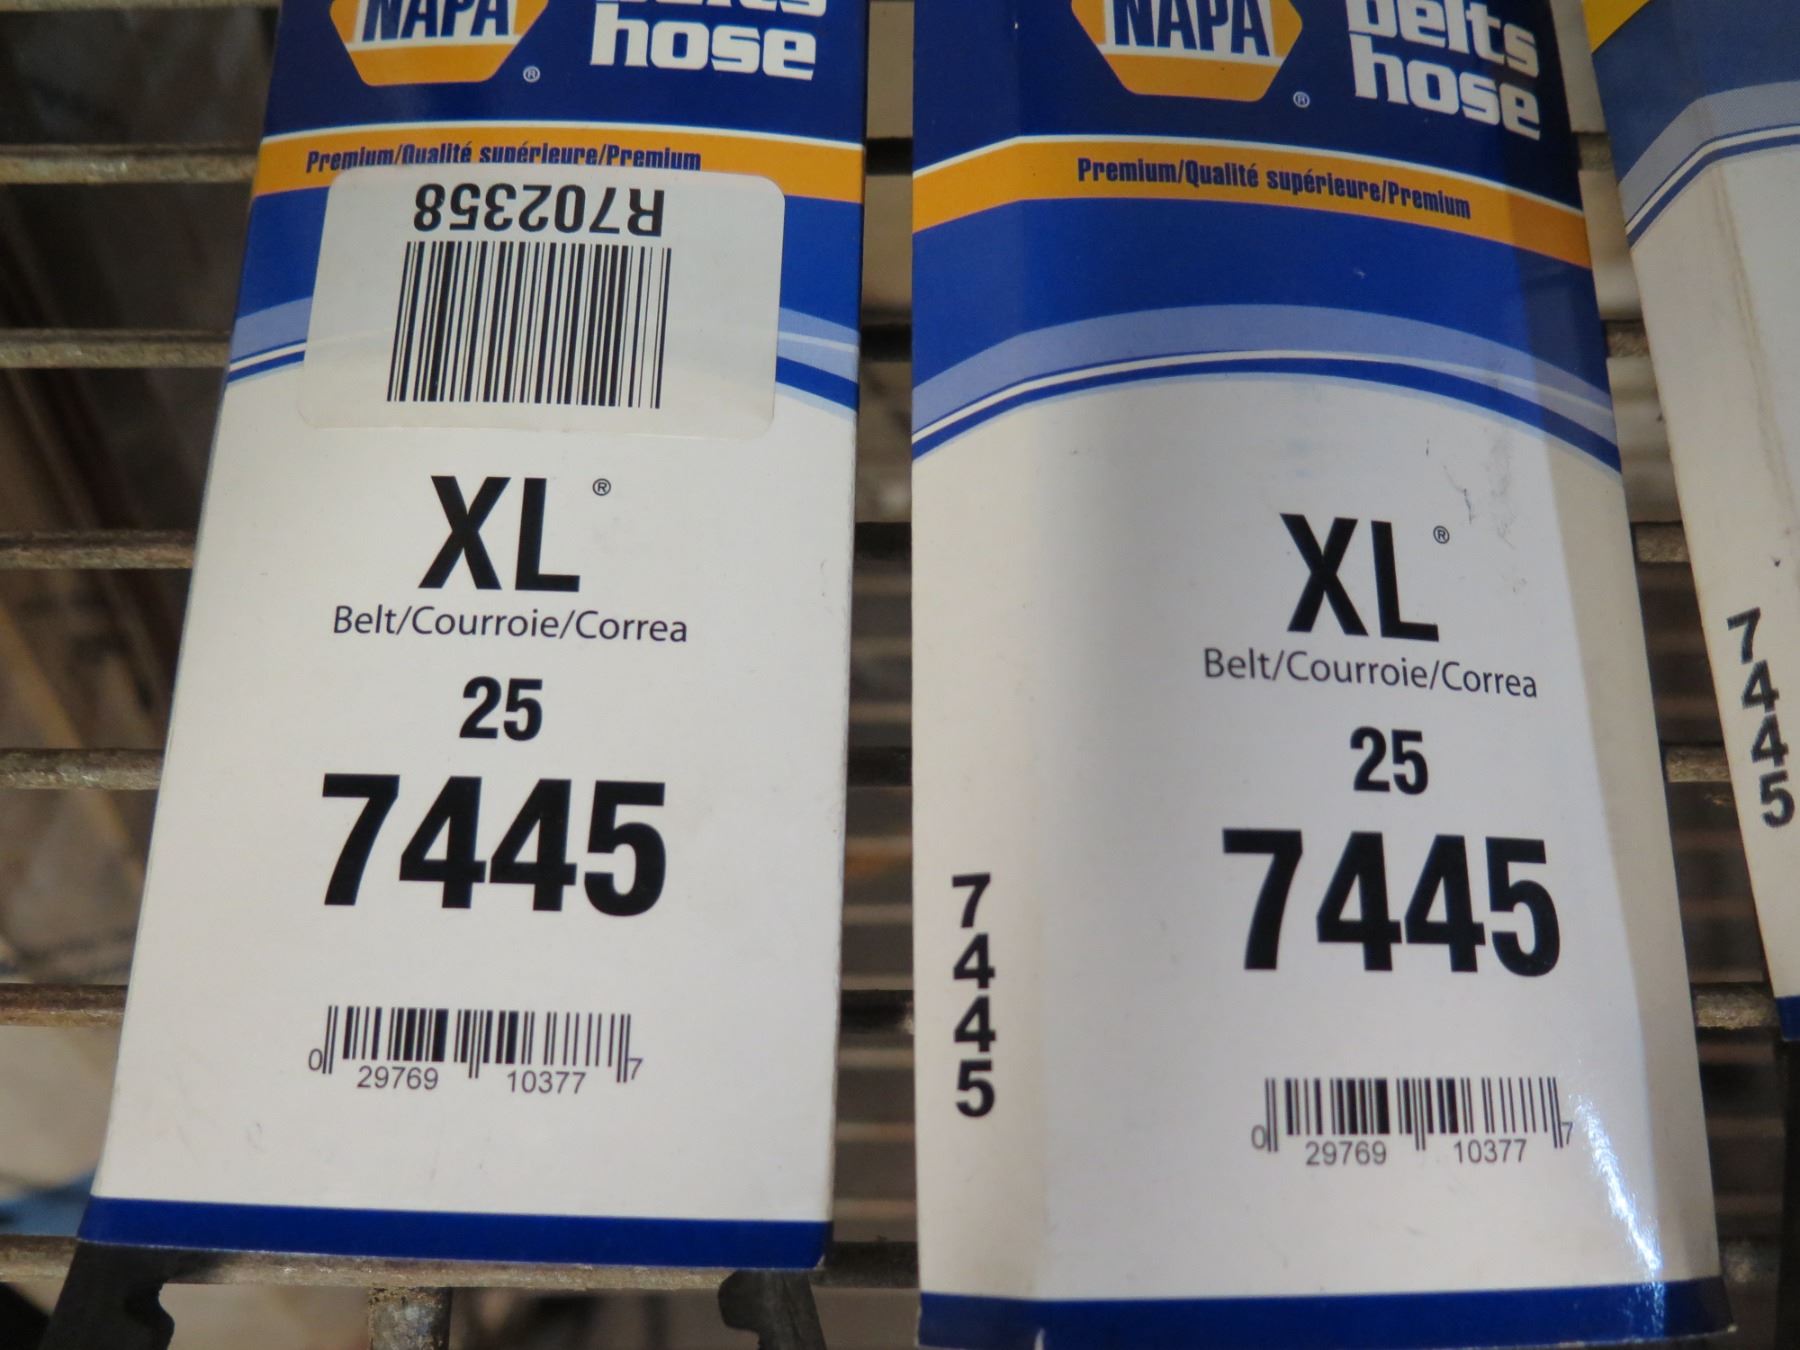 NAPA
belts
hose
®
Premium/Qualité supérieure/Premium
R702358
XL®
Belt/Courroie/Correa
25
7445
0 29769 10377 7
NAPA
belts
hose
®
Premium/Qualité supérieure/Premium
XL®
Belt/Courroie/Correa
25
7445
7445
0 29769 10377 7
7445